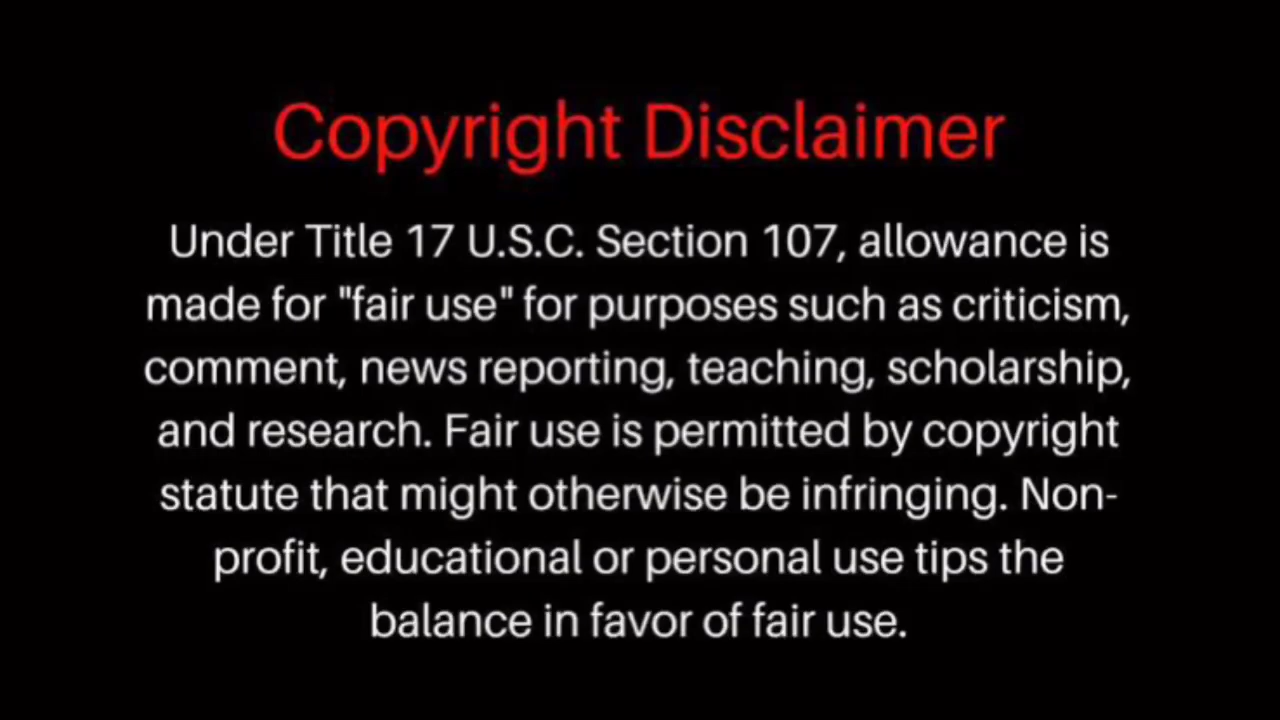 Copyright Disclaimer
Under Title 17 U.S.C. Section 107, allowance is
made for "fair use" for purposes such as criticism,
comment, news reporting, teaching, scholarship,
and research. Fair use is permitted by copyright
statute that might otherwise be infringing. Non-
profit, educational or personal use tips the
balance in favor of fair use.